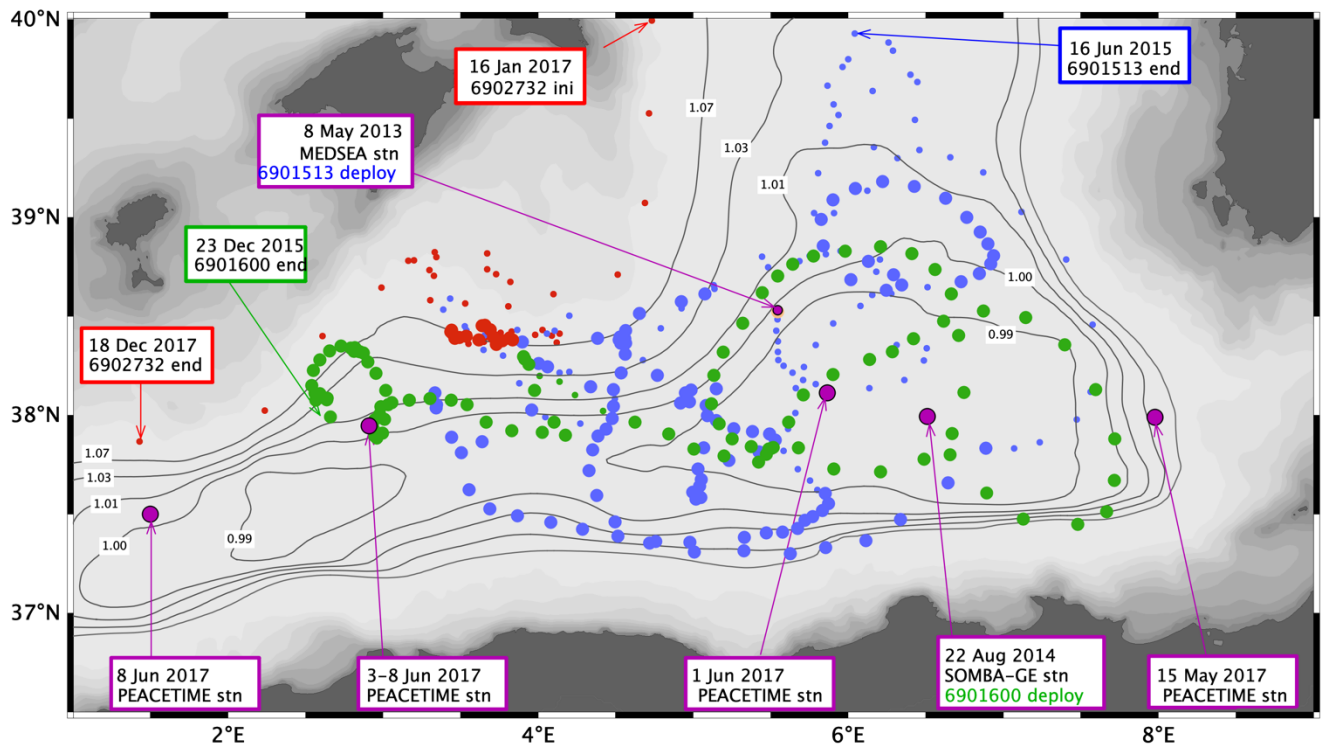 40°N
39°N
38°N
37°N
2°E
4°E
6°E
8°E
16 Jan 2017
6902732 ini
16 Jun 2015
6901513 end
8 May 2013
MEDSEA stn
6901513 deploy
23 Dec 2015
6901600 end
18 Dec 2017
6902732 end
1.07
1.03
1.01
1.00
0.99
1.07
1.03
1.01
1.00
0.99
8 Jun 2017
PEACETIME stn
3–8 Jun 2017
PEACETIME stn
1 Jun 2017
PEACETIME stn
22 Aug 2014
SOMBA-GE stn
6901600 deploy
15 May 2017
PEACETIME stn